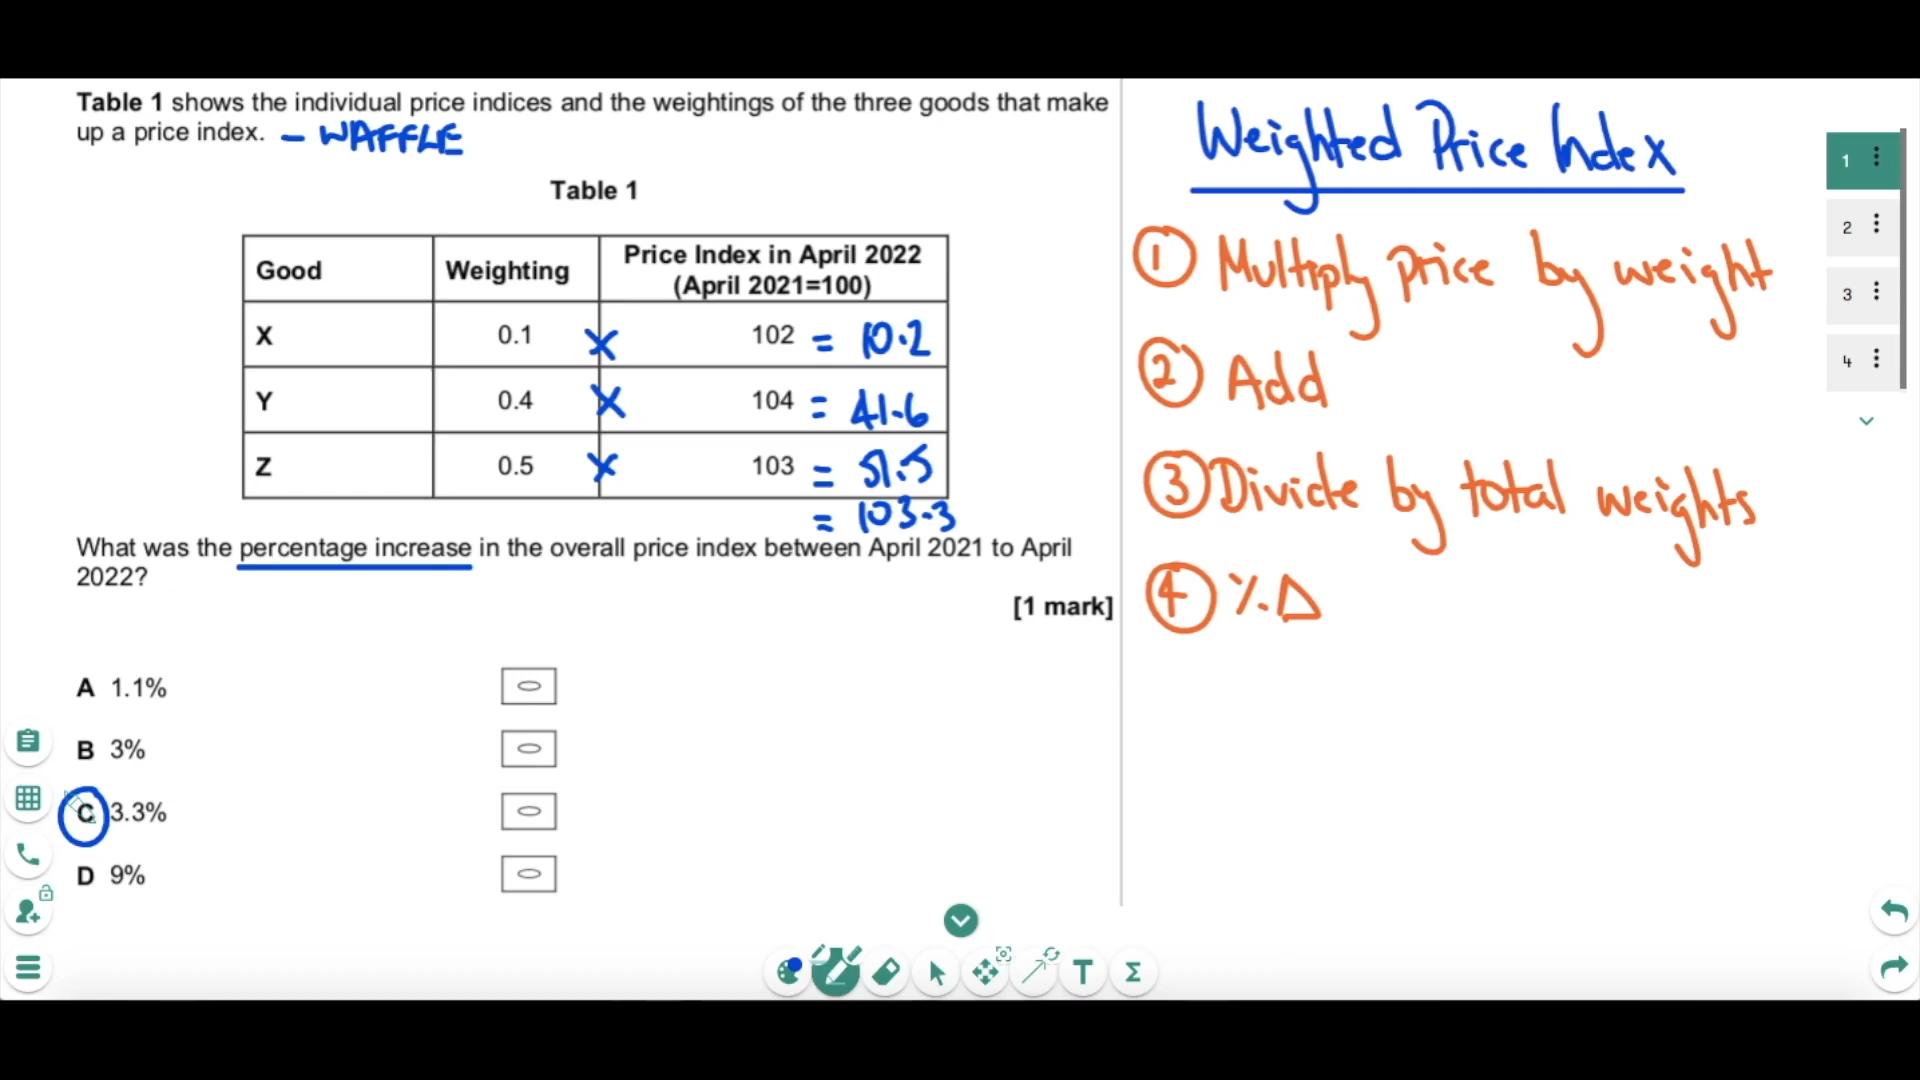 Table 1 shows the individual price indices and the weightings of the three goods that make
up a price index. – WAFFLE
Table 1
Good Weighting Price Index in April 2022
(April 2021=100)
X 0.1 × 102 = 10.2
Y 0.4 × 104 = 41.6
Z 0.5 × 103 = 51.5
= 103.3
What was the percentage increase in the overall price index between April 2021 to April
2022?
[1 mark]
A 1.1%
B 3%
C 3.3%
D 9%
Weighted Price Index
① Multiply price by weight
② Add
③ Divide by total weights
④ %Δ
1
2
3
4
T
Σ